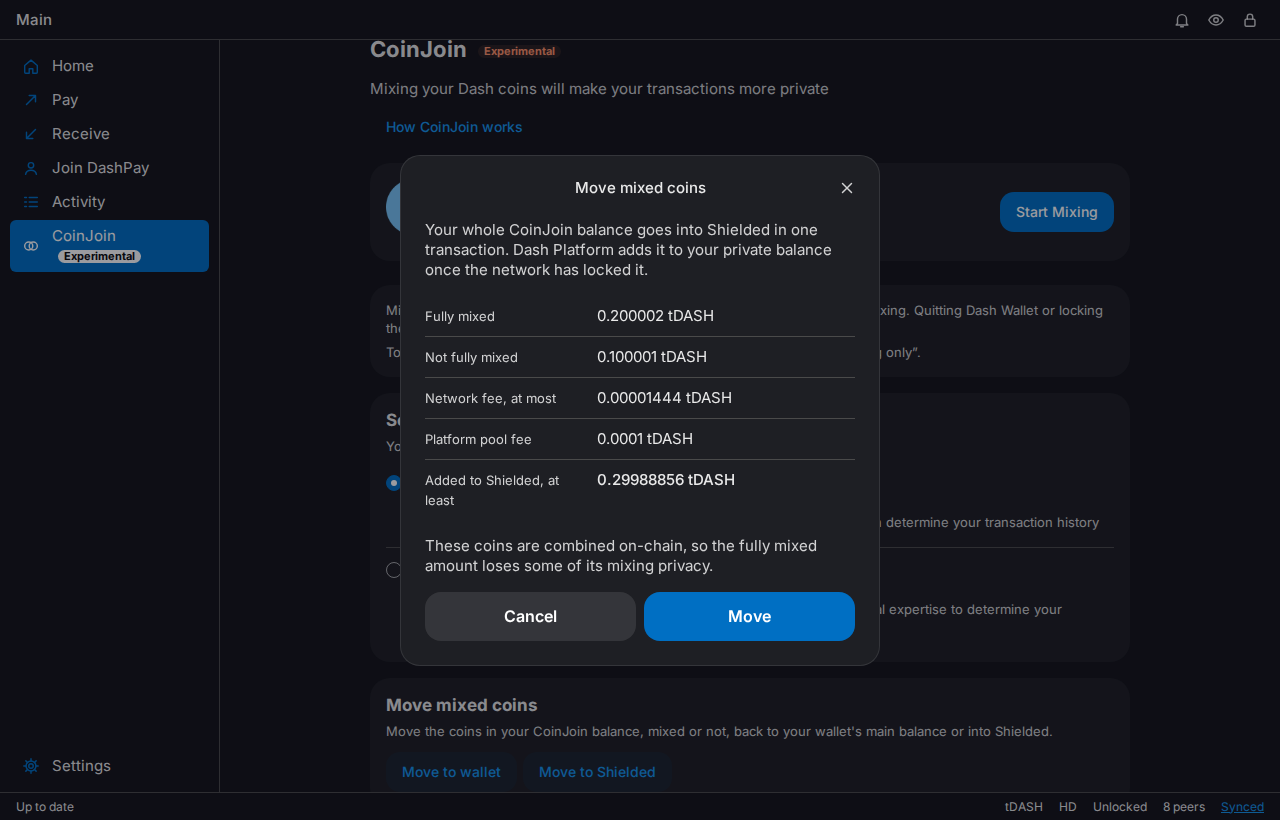 Main
Home
Pay
Receive
Join DashPay
Activity
CoinJoin
Experimental
Settings
CoinJoin Experimental
Mixing your Dash coins will make your transactions more private
How CoinJoin works
Start Mixing
xing. Quitting Dash Wallet or locking
only”.
determine your transaction history
expertise to determine your
Move mixed coins
Your whole CoinJoin balance goes into Shielded in one
transaction. Dash Platform adds it to your private balance
once the network has locked it.
Fully mixed 0.200002 tDASH
Not fully mixed 0.100001 tDASH
Network fee, at most 0.00001444 tDASH
Platform pool fee 0.0001 tDASH
Added to Shielded, at 0.29988856 tDASH
least
These coins are combined on-chain, so the fully mixed
amount loses some of its mixing privacy.
Cancel Move
Move mixed coins
Move the coins in your CoinJoin balance, mixed or not, back to your wallet's main balance or into Shielded.
Move to wallet Move to Shielded
Up to date tDASH HD Unlocked 8 peers Synced